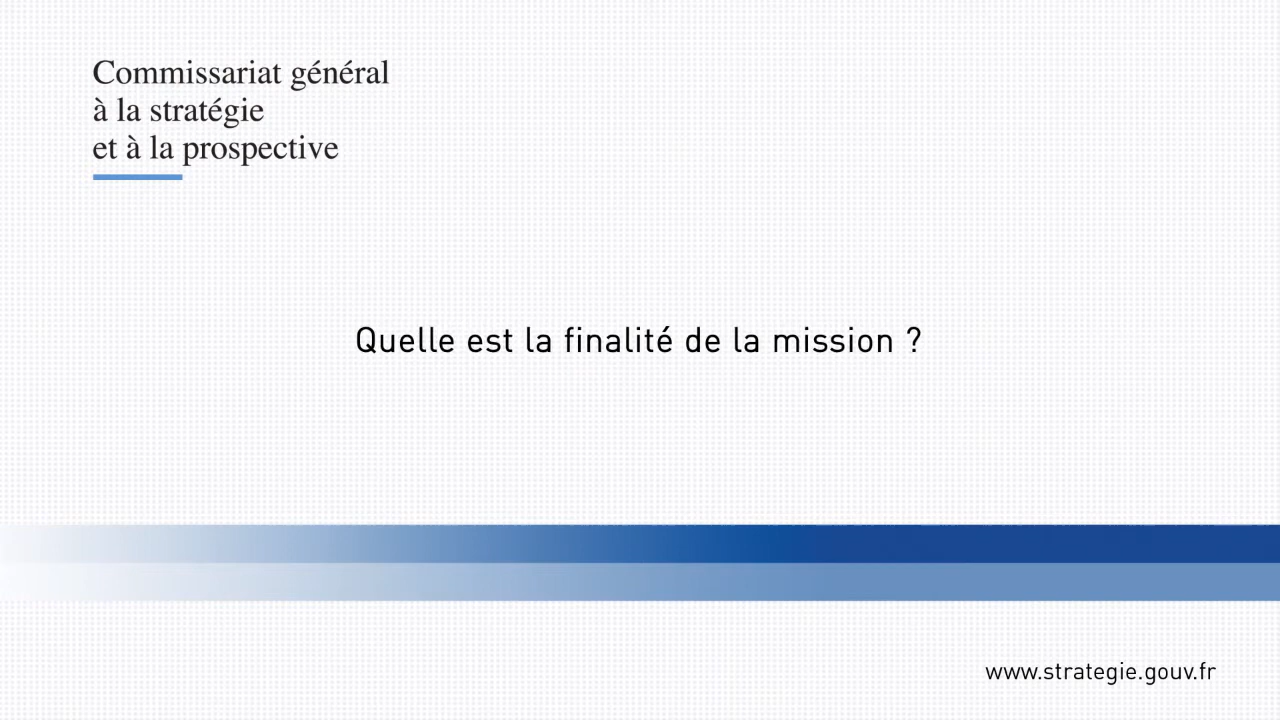 Commissariat général
à la stratégie
et à la prospective
Quelle est la finalité de la mission ?
www.strategie.gouv.fr